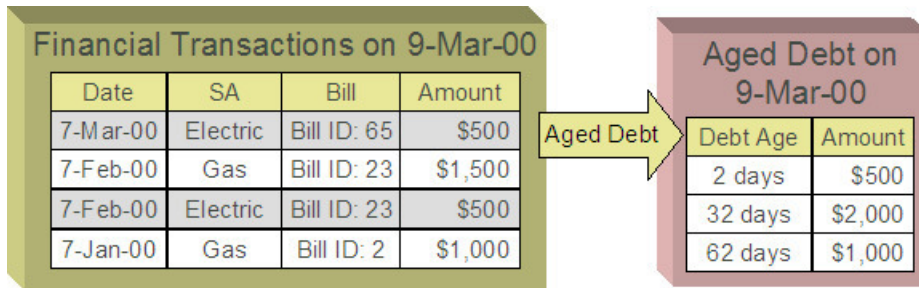 Financial Transactions on 9-Mar-00
Date SA Bill Amount
7-Mar-00 Electric Bill ID: 65 $500
7-Feb-00 Gas Bill ID: 23 $1,500
7-Feb-00 Electric Bill ID: 23 $500
7-Jan-00 Gas Bill ID: 2 $1,000
Aged Debt
Aged Debt on
9-Mar-00
Debt Age Amount
2 days $500
32 days $2,000
62 days $1,000